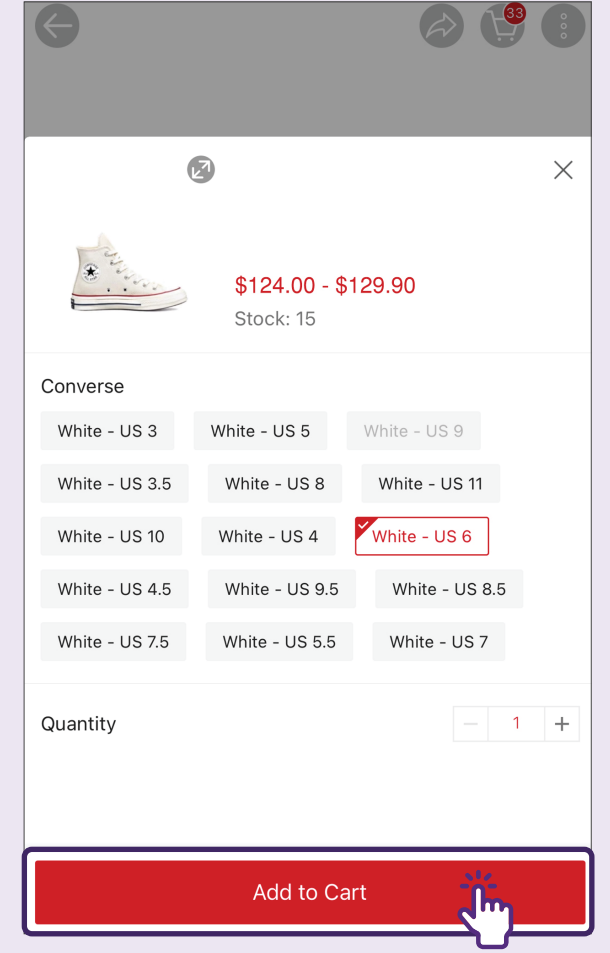 33
$124.00 - $129.90
Stock: 15
Converse
White - US 3 White - US 5 White - US 9
White - US 3.5 White - US 8 White - US 11
White - US 10 White - US 4 White - US 6
White - US 4.5 White - US 9.5 White - US 8.5
White - US 7.5 White - US 5.5 White - US 7
Quantity − 1 +
Add to Cart